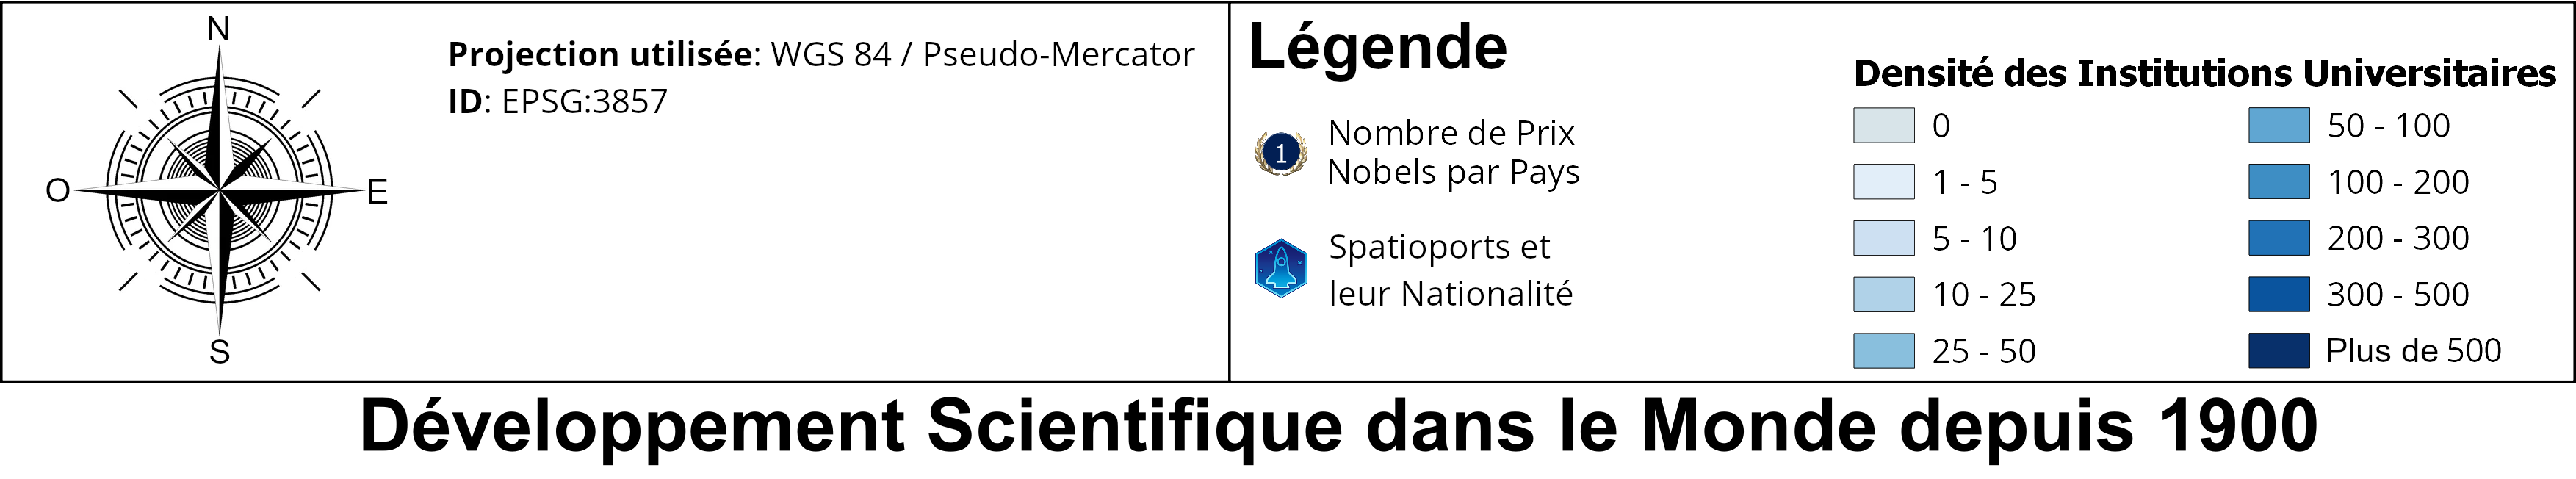 N
O
E
S
Projection utilisée: WGS 84 / Pseudo-Mercator
ID: EPSG:3857
Légende
1
Nombre de Prix
Nobels par Pays
Spatioports et
leur Nationalité
Densité des Institutions Universitaires
0
1 - 5
5 - 10
10 - 25
25 - 50
50 - 100
100 - 200
200 - 300
300 - 500
Plus de 500
Développement Scientifique dans le Monde depuis 1900